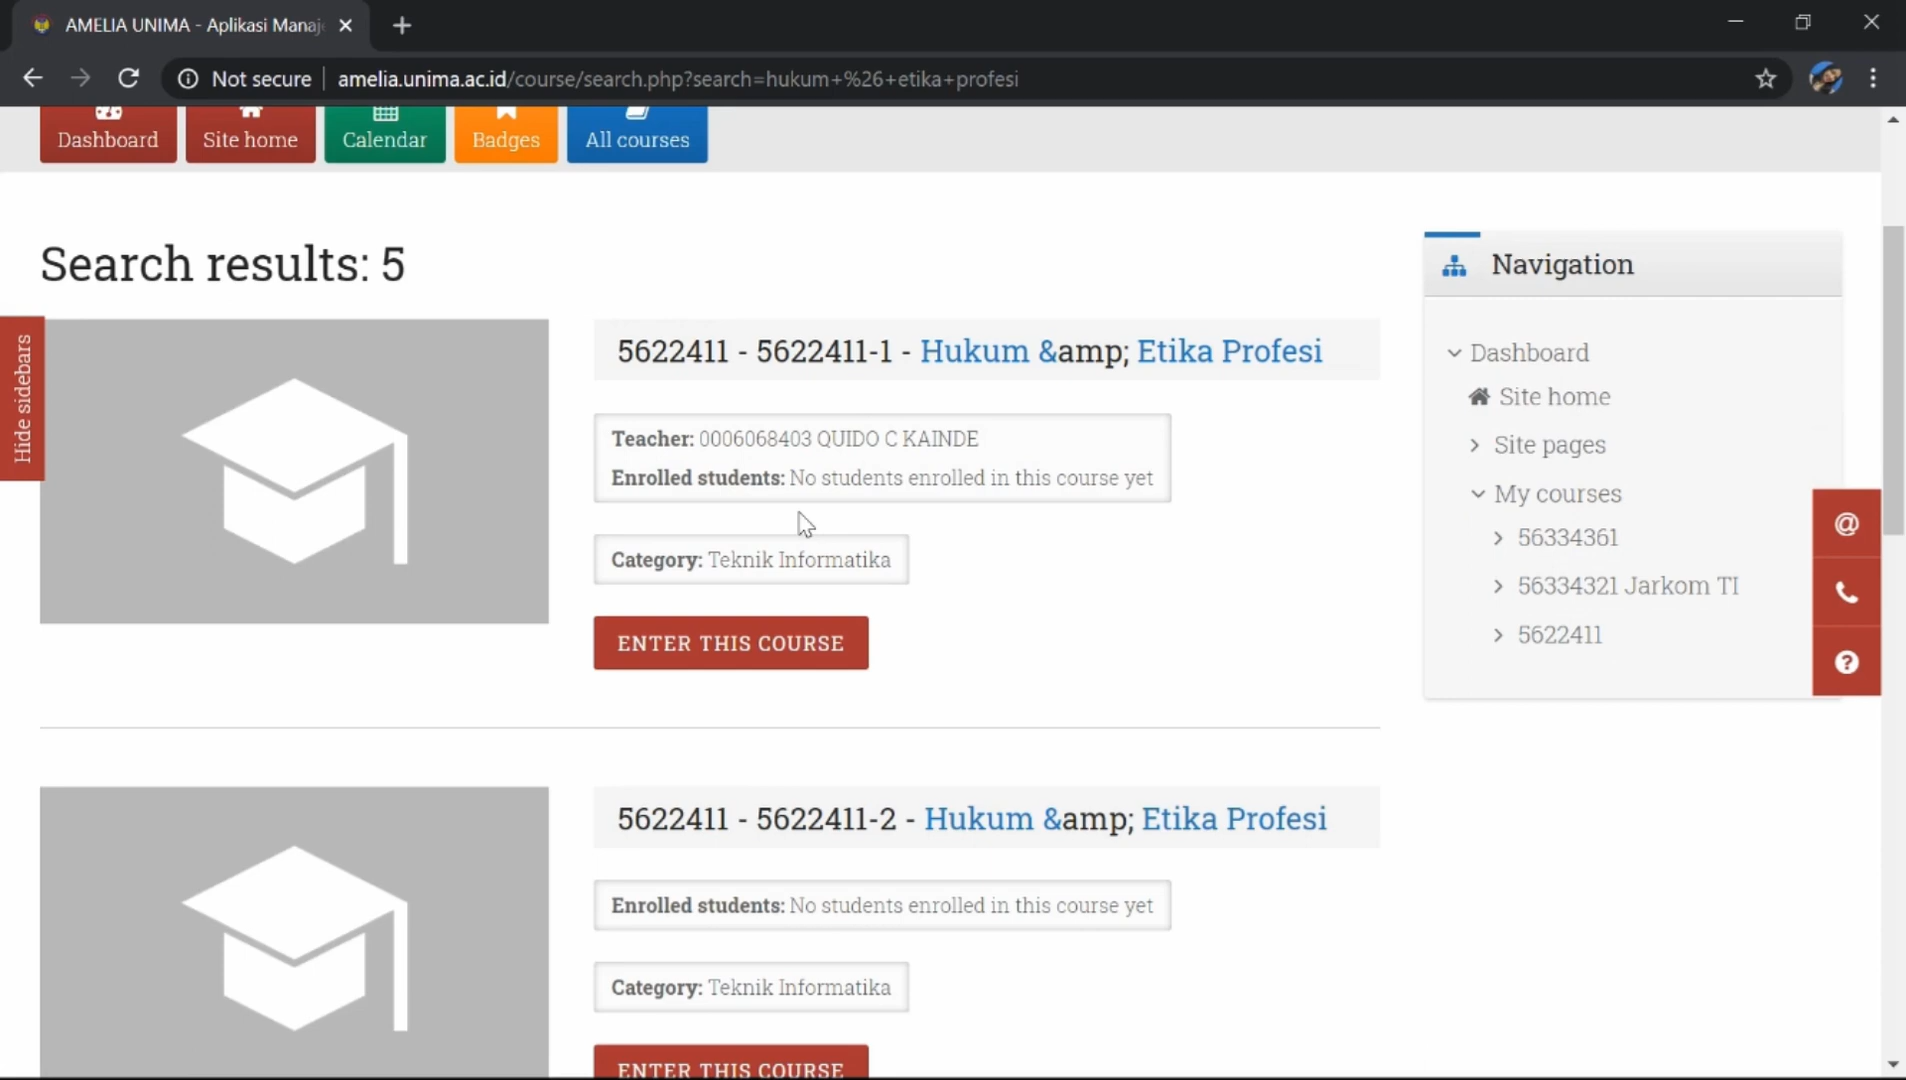 AMELIA UNIMA - Aplikasi Manaj
Not secure | amelia.unima.ac.id/course/search.php?search=hukum+%26+etika+profesi
Dashboard
Site home
Calendar
Badges
All courses
Search results: 5
Hide sidebars
5622411 - 5622411-1 - Hukum &amp; Etika Profesi
Teacher: 0006068403 QUIDO C KAINDE
Enrolled students: No students enrolled in this course yet
Category: Teknik Informatika
ENTER THIS COURSE
5622411 - 5622411-2 - Hukum &amp; Etika Profesi
Enrolled students: No students enrolled in this course yet
Category: Teknik Informatika
ENTER THIS COURSE
Navigation
Dashboard
Site home
Site pages
My courses
56334361
56334321 Jarkom TI
5622411